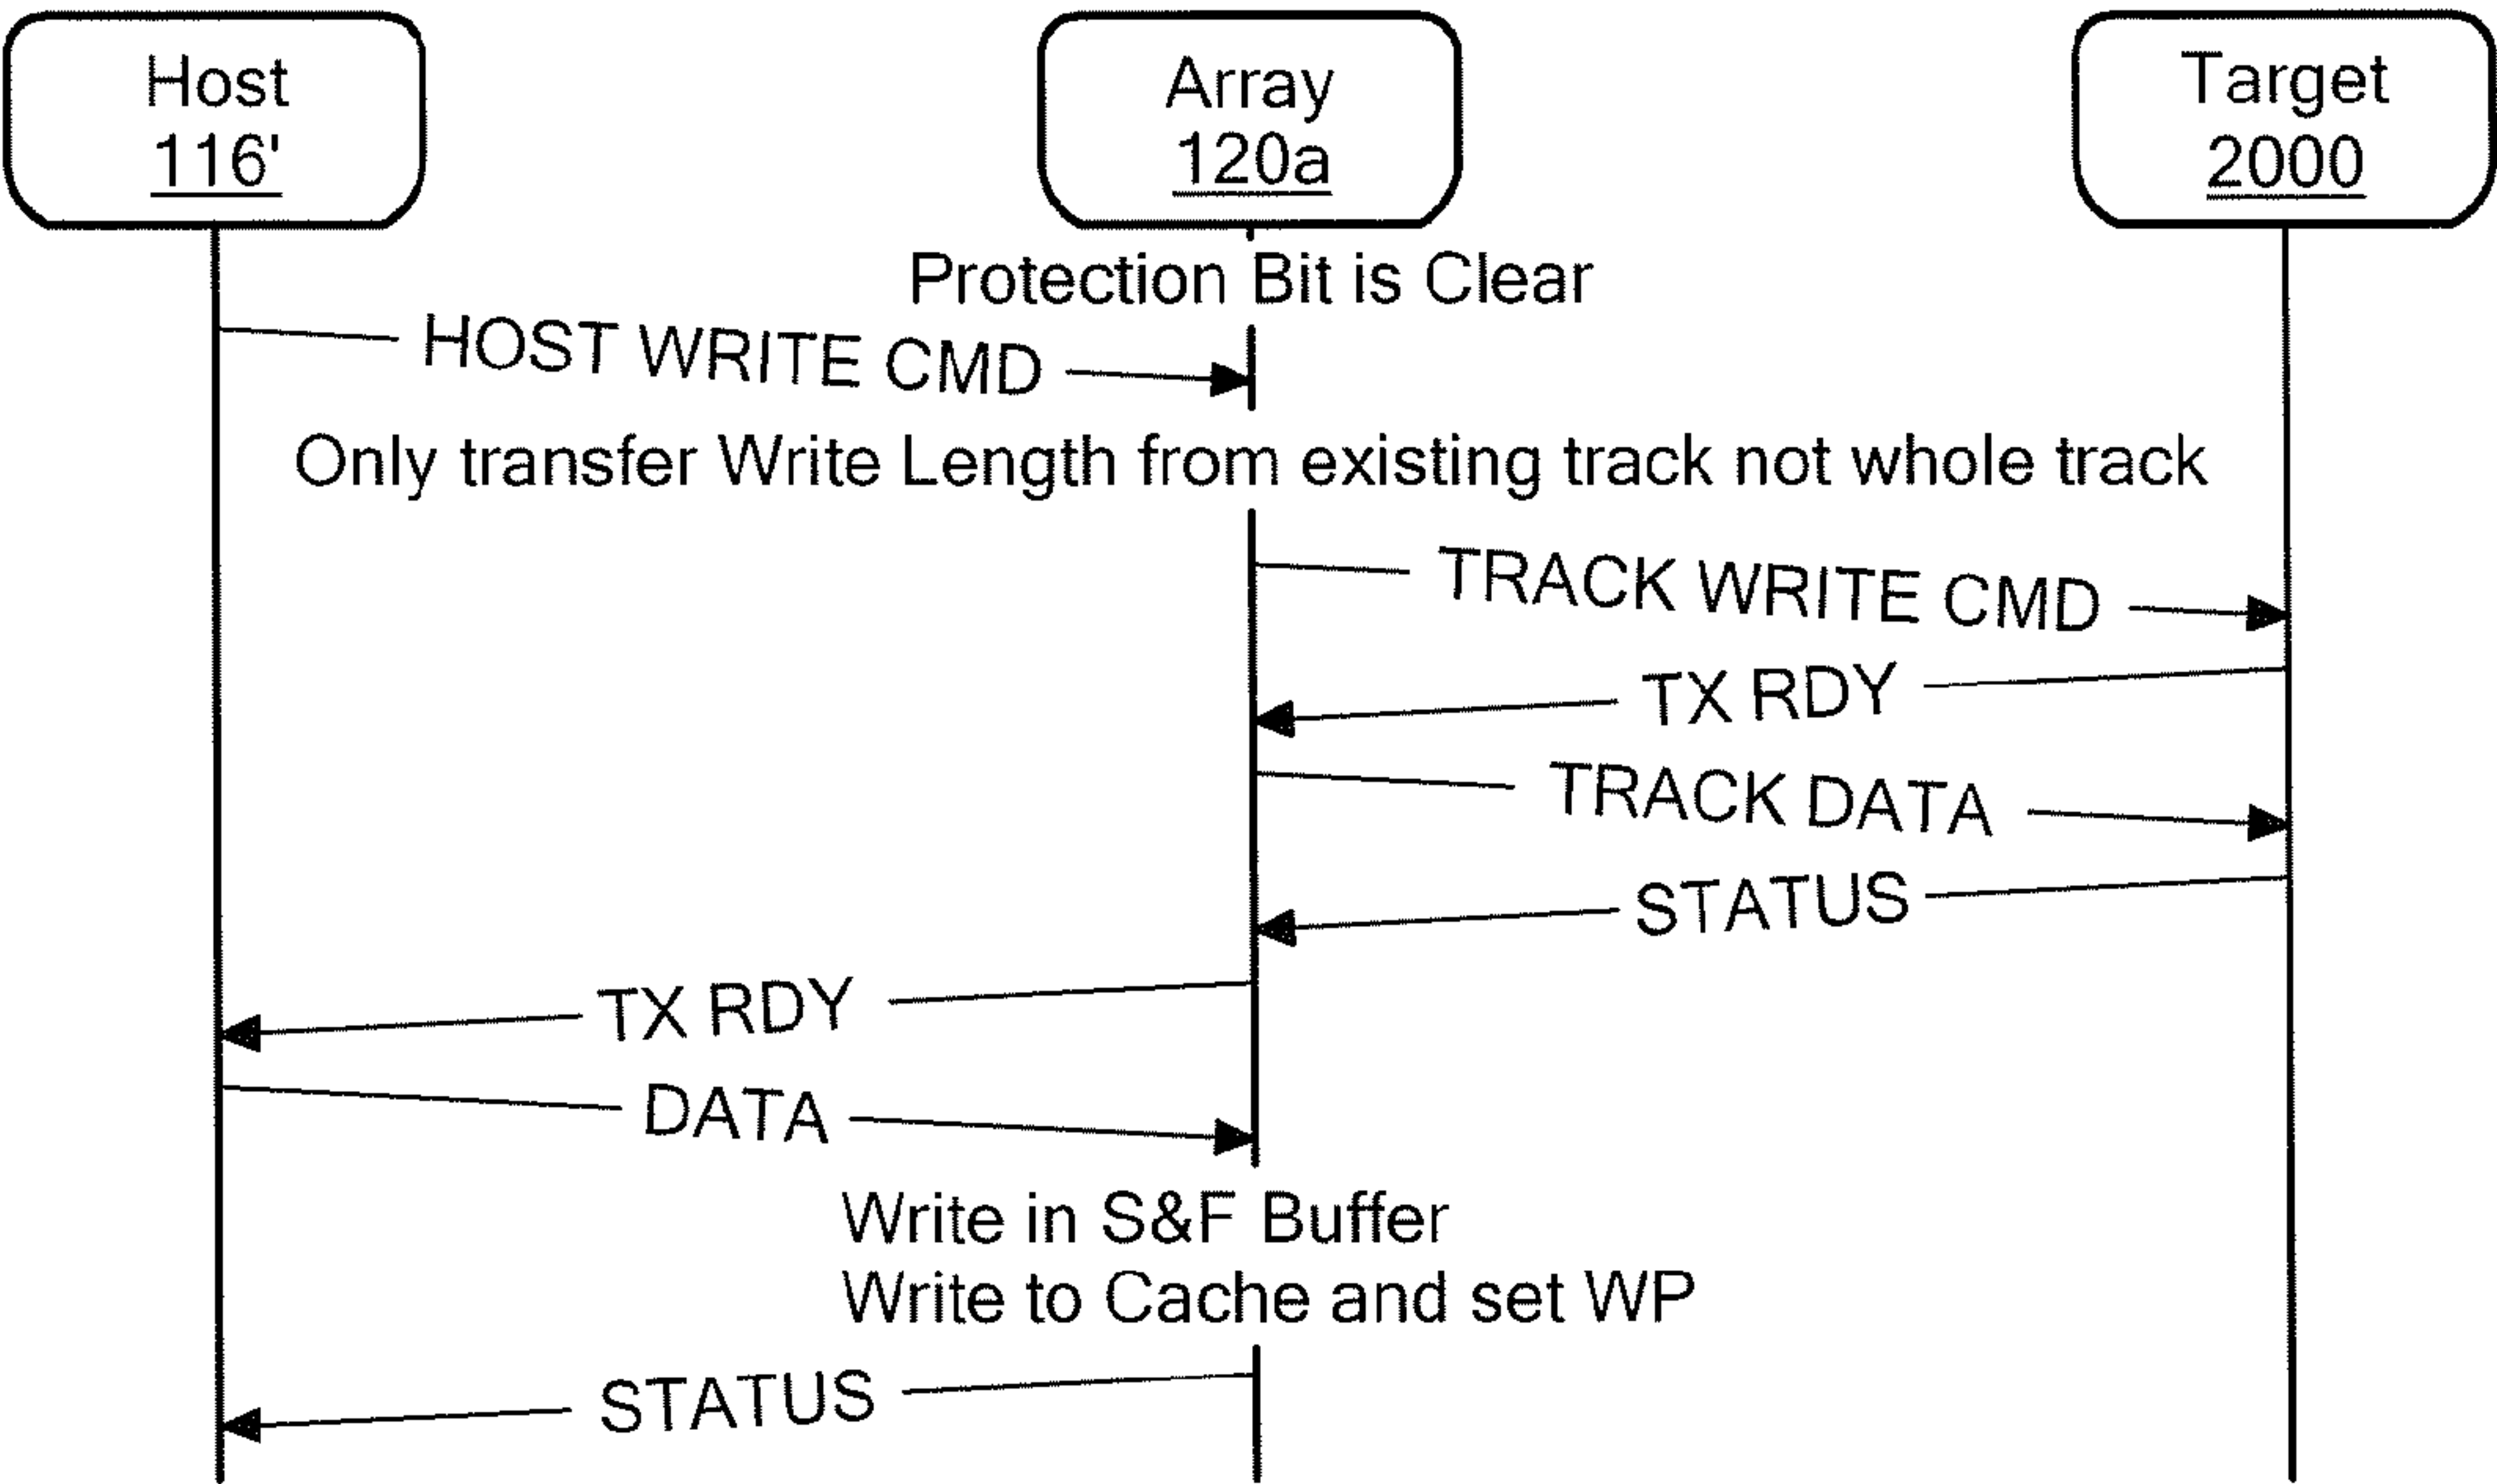 Host
116'
Array
120a
Target
2000
Protection Bit is Clear
HOST WRITE CMD
Only transfer Write Length from existing track not whole track
TRACK WRITE CMD
TX RDY
TRACK DATA
STATUS
TX RDY
DATA
Write in S&F Buffer
Write to Cache and set WP
STATUS